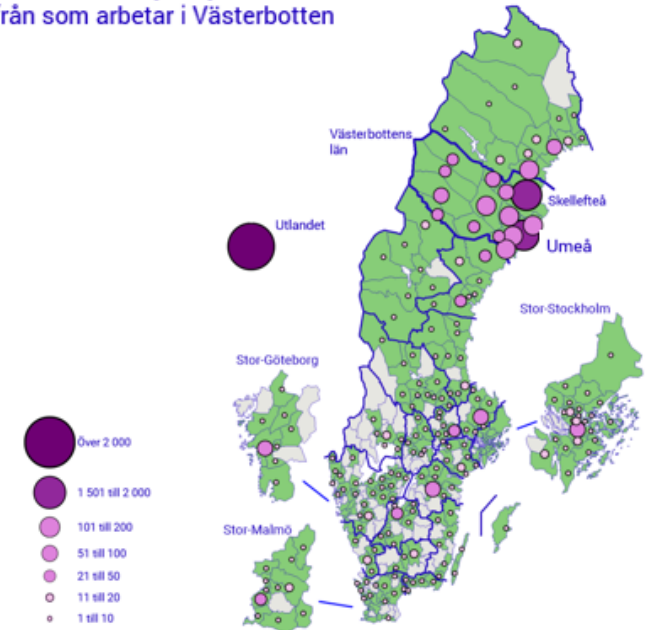 från som arbetar i Västerbotten
Västerbottens
län
Skellefteå
Utlandet
Umeå
Stor-Stockholm
Stor-Göteborg
Över 2 000
1 501 till 2 000
101 till 200
Stor-Malmö
51 till 100
21 till 50
11 till 20
1 till 10